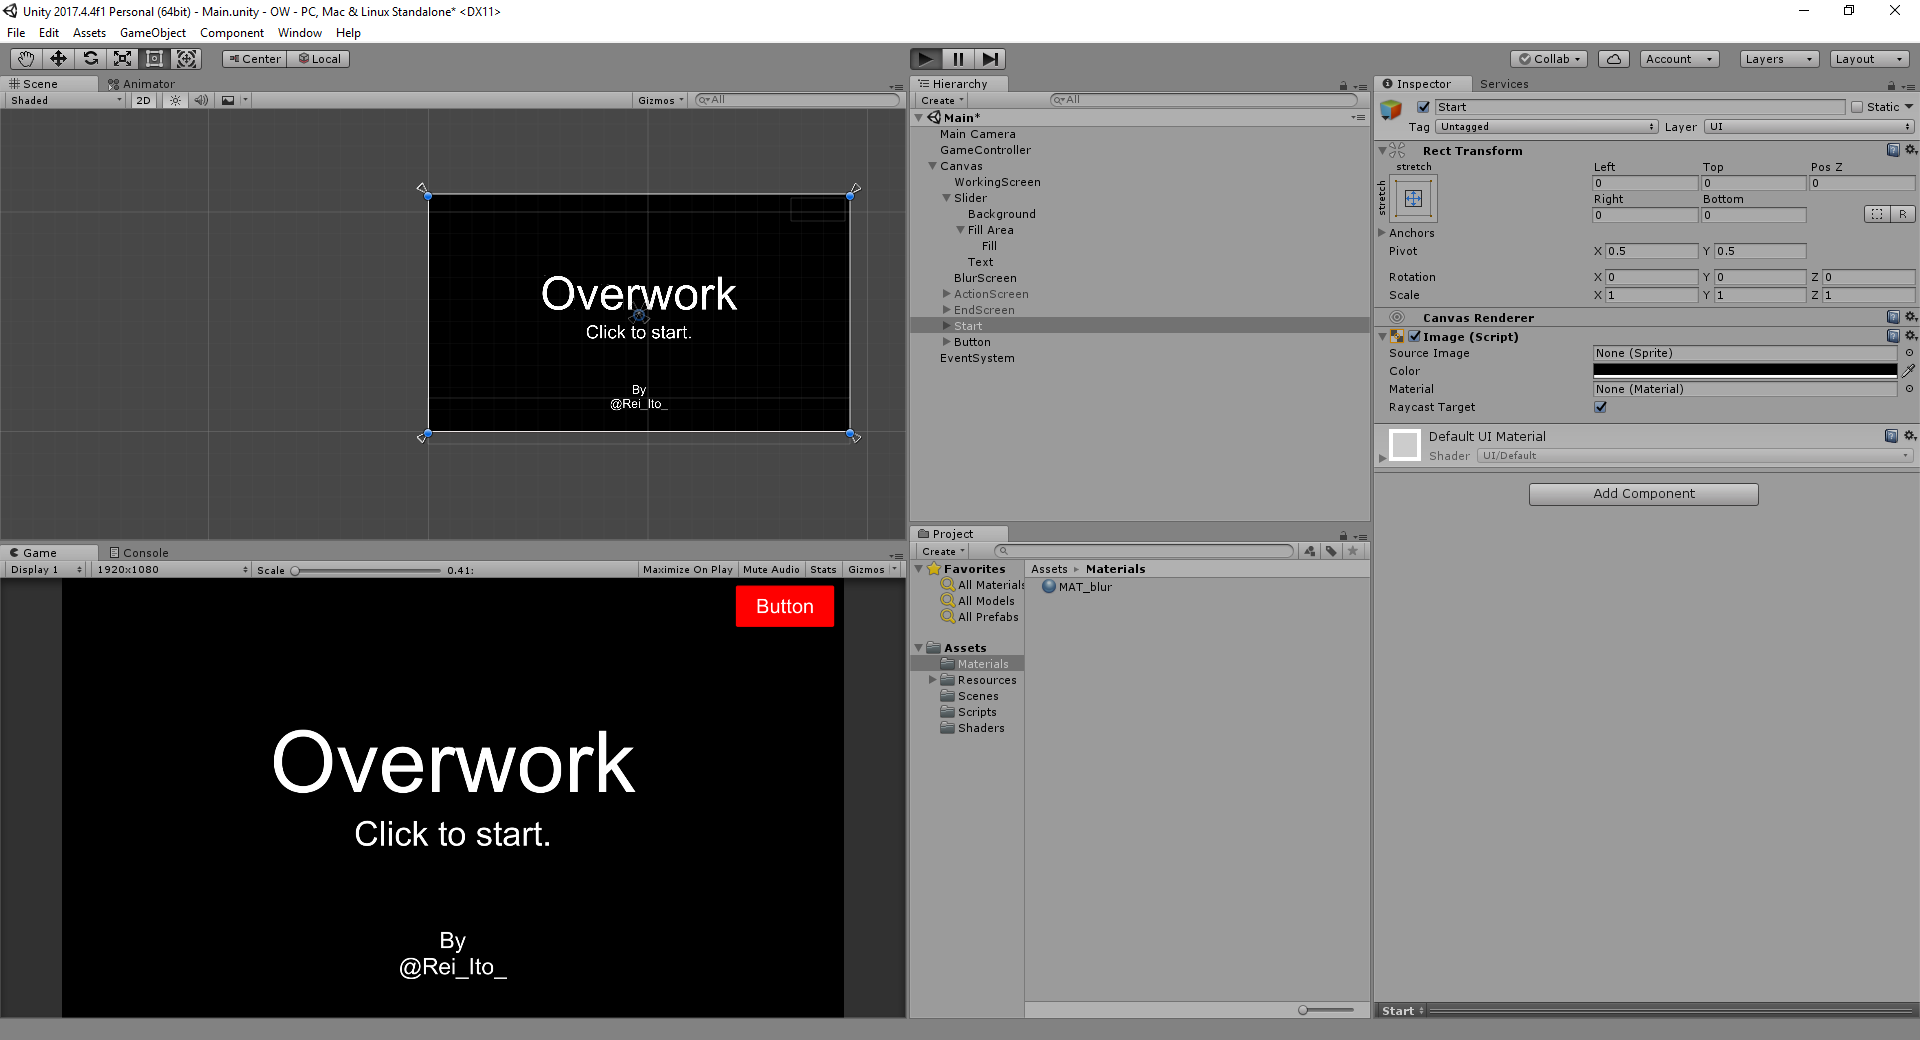 Unity 2017.4.4f1 Personal (64bit) - Main.unity - OW - PC, Mac & Linux Standalone* <DX11>
File Edit Assets GameObject Component Window Help
Center Local
Collab Account Layers Layout
Scene Animator
Shaded 2D Gizmos All
Overwork
Click to start.
By
@Rei_Ito_
Game Console
Display 1 1920x1080 Scale 0.41: Maximize On Play Mute Audio Stats Gizmos
Button
Overwork
Click to start.
By
@Rei_Ito_
Hierarchy
Create All
Main*
Main Camera
GameController
Canvas
WorkingScreen
Slider
Background
Fill Area
Fill
Text
BlurScreen
ActionScreen
EndScreen
Start
Button
EventSystem
Project
Create
Favorites
All Materials
All Models
All Prefabs
Assets
Materials
Resources
Scenes
Scripts
Shaders
Assets Materials
MAT_blur
Inspector Services
Start Static
Tag Untagged Layer UI
Rect Transform
stretch
stretch
Left Top Pos Z
0 0 0
Right Bottom
0 0 R
Anchors
Pivot X 0.5 Y 0.5
Rotation X 0 Y 0 Z 0
Scale X 1 Y 1 Z 1
Canvas Renderer
Image (Script)
Source Image None (Sprite)
Color
Material None (Material)
Raycast Target
Default UI Material
Shader UI/Default
Add Component
Start